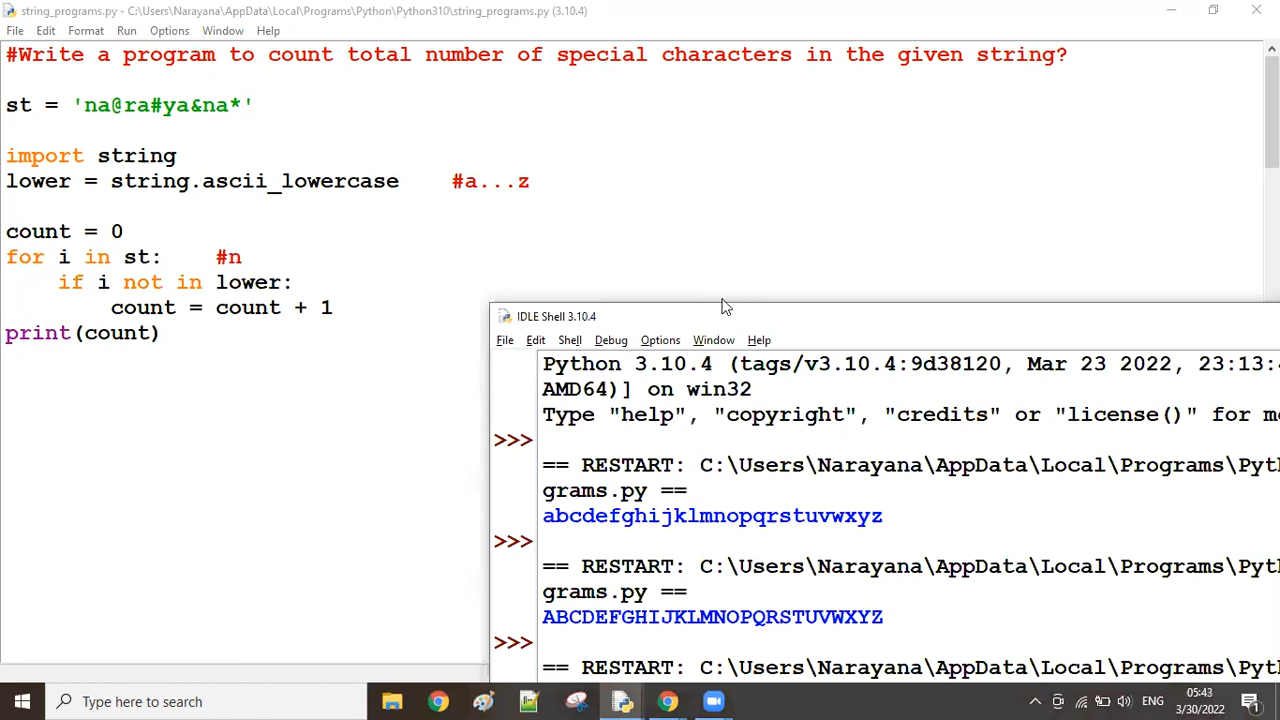 string_programs.py - C:\Users\Narayana\AppData\Local\Programs\Python\Python310\string_programs.py (3.10.4)
File Edit Format Run Options Window Help
#Write a program to count total number of special characters in the given string?
st = 'na@ra#ya&na*'
import string
lower = string.ascii_lowercase #a...z
count = 0
for i in st: #n
if i not in lower:
count = count + 1
print(count)
IDLE Shell 3.10.4
File Edit Shell Debug Options Window Help
Python 3.10.4 (tags/v3.10.4:9d38120, Mar 23 2022, 23:13:4
AMD64)] on win32
Type "help", "copyright", "credits" or "license()" for mo
>>>
== RESTART: C:\Users\Narayana\AppData\Local\Programs\Pyth
grams.py ==
abcdefghijklmnopqrstuvwxyz
>>>
== RESTART: C:\Users\Narayana\AppData\Local\Programs\Pyth
grams.py ==
ABCDEFGHIJKLMNOPQRSTUVWXYZ
>>>
== RESTART: C:\Users\Narayana\AppData\Local\Programs\Pyth
Type here to search
ENG
05:43
3/30/2022
1